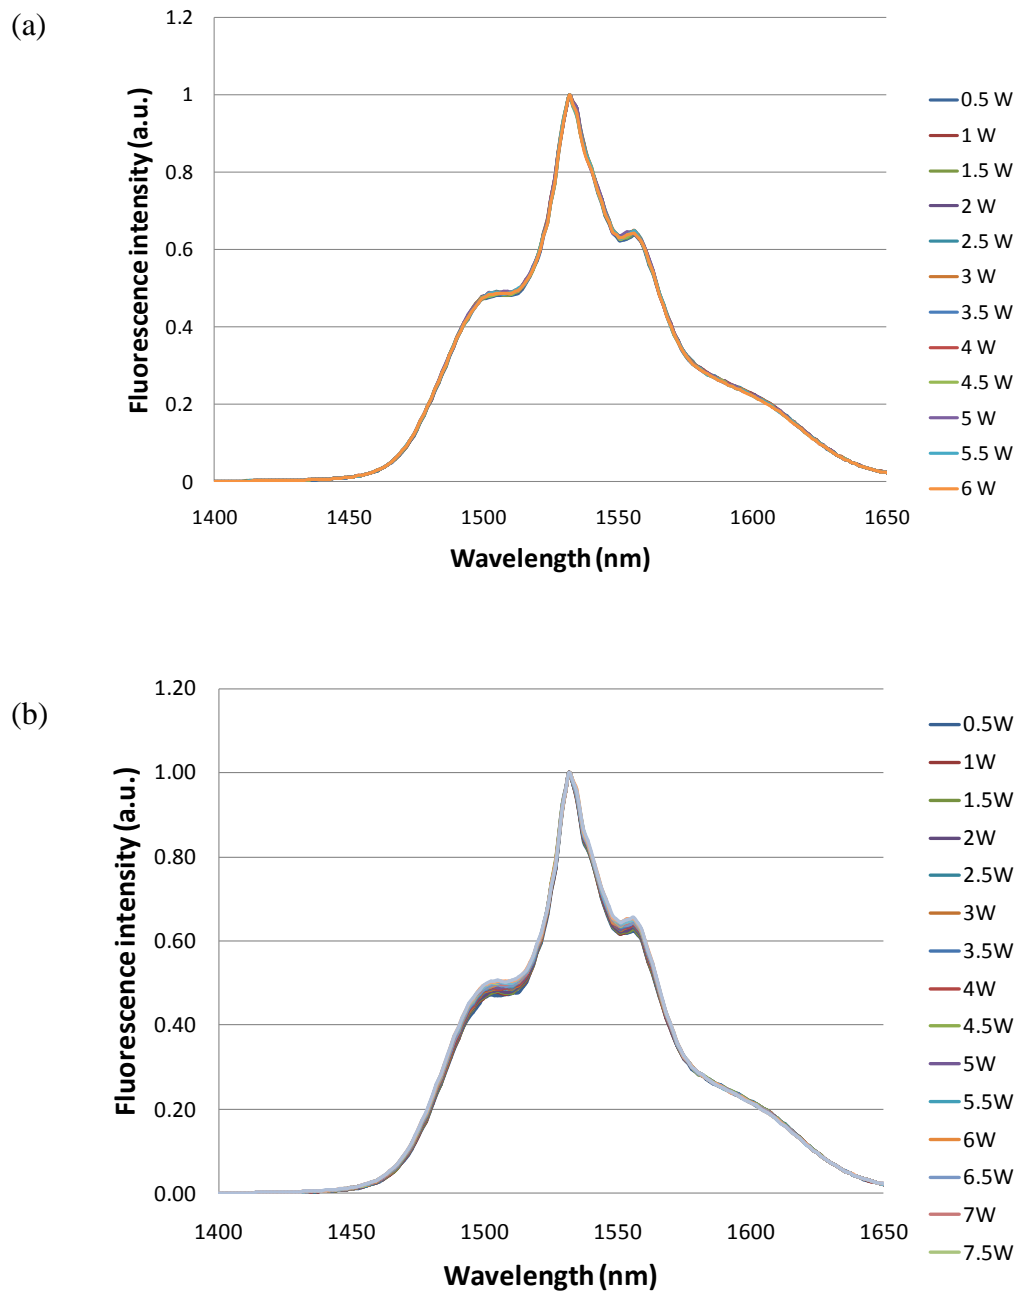 (a)
1.2
1
0.8
0.6
0.4
0.2
0
Fluorescence intensity (a.u.)
1400 1450 1500 1550 1600 1650
Wavelength (nm)
0.5 W
1 W
1.5 W
2 W
2.5 W
3 W
3.5 W
4 W
4.5 W
5 W
5.5 W
6 W
(b)
1.20
1.00
0.80
0.60
0.40
0.20
0.00
Fluorescence intensity (a.u.)
1400 1450 1500 1550 1600 1650
Wavelength (nm)
0.5W
1W
1.5W
2W
2.5W
3W
3.5W
4W
4.5W
5W
5.5W
6W
6.5W
7W
7.5W